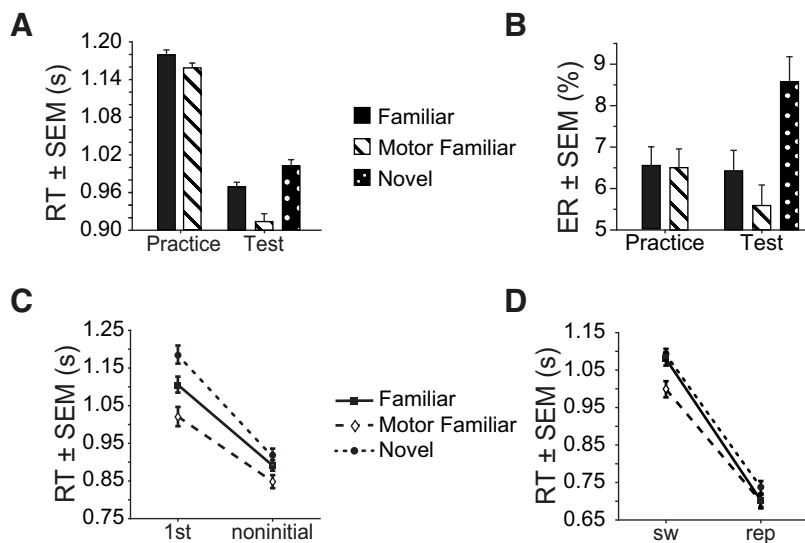 A
RT ± SEM (s)
1.20
1.14
1.02
0.96
0.90
Practice
Test
Familiar
Motor Familiar
Novel
B
ER ± SEM (%)
9
8
7
6
5
Practice
Test
C
RT ± SEM (s)
1.25
1.15
1.05
0.95
0.85
0.75
1st
noninitial
Familiar
Motor Familiar
Novel
D
RT ± SEM (s)
1.15
1.05
0.95
0.85
0.75
0.65
sw
rep